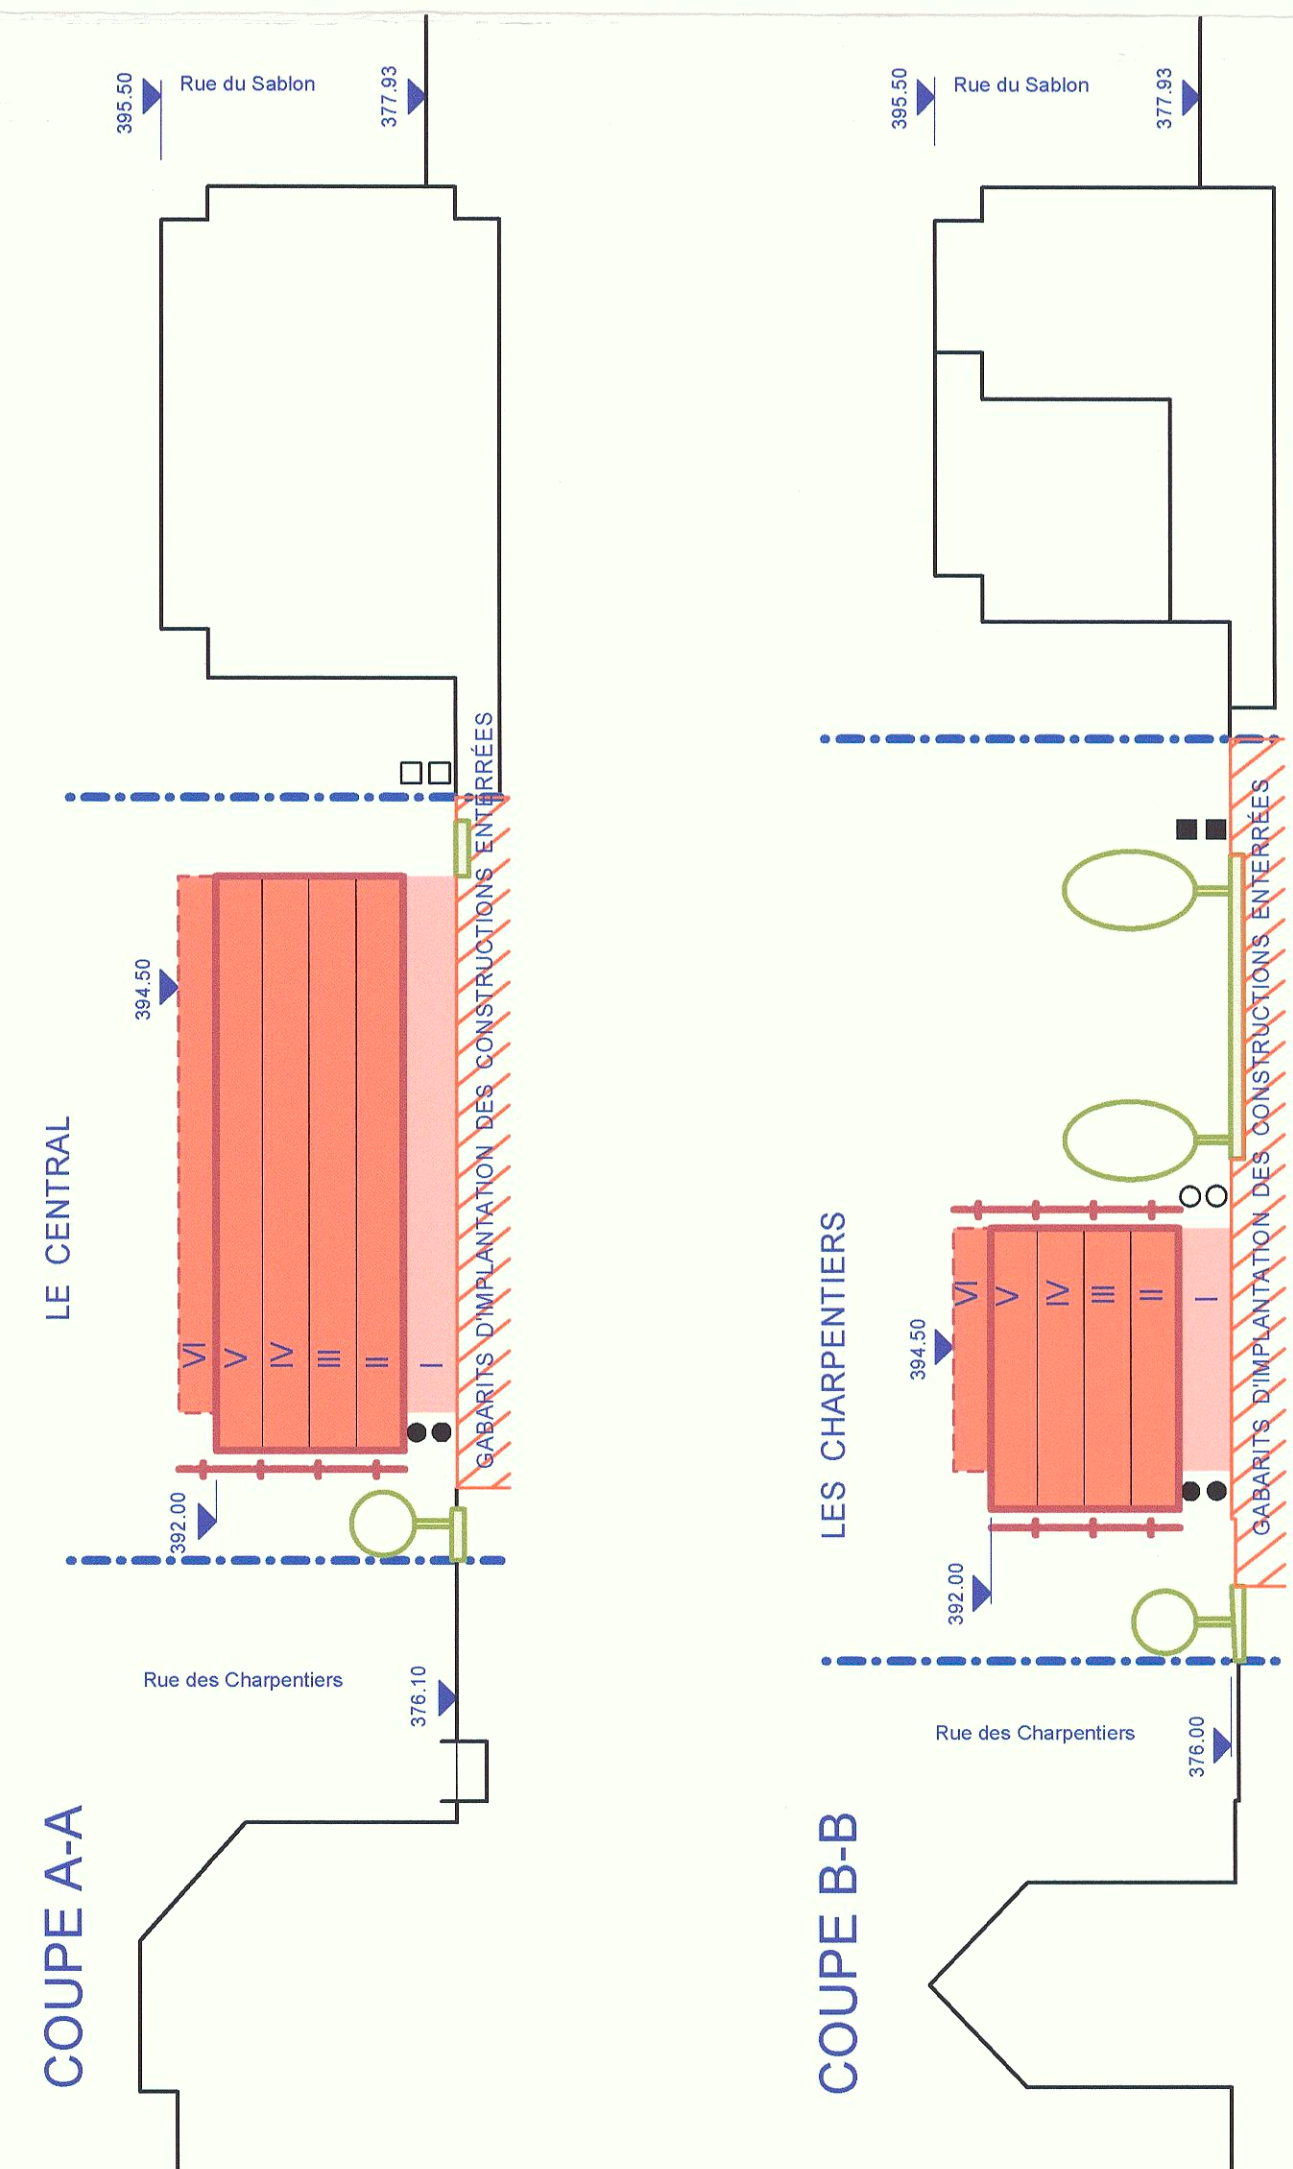 COUPE A-A
LE CENTRAL
Rue des Charpentiers
376.10
392.00
394.50
VI
V
IV
III
II
I
GABARITS D'IMPLANTATION DES CONSTRUCTIONS ENTERRÉES
Rue du Sablon
395.50
377.93
COUPE B-B
LES CHARPENTIERS
Rue des Charpentiers
376.00
392.00
394.50
VI
V
IV
III
II
I
GABARITS D'IMPLANTATION DES CONSTRUCTIONS ENTERRÉES
Rue du Sablon
395.50
377.93